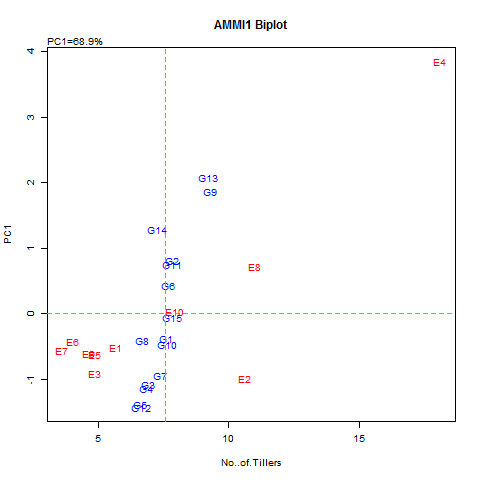 AMMI1 Biplot
PC1=68.9%
4
E4
3
G13
2
G9
G14
1
G2
G11
E8
G6
0
E10
G15
G1
G8
G10
E6
E1
E7
E5
E3
G7
-1
E2
G3
G4
G5
G12
PC1
5
10
15
No..of.Tillers